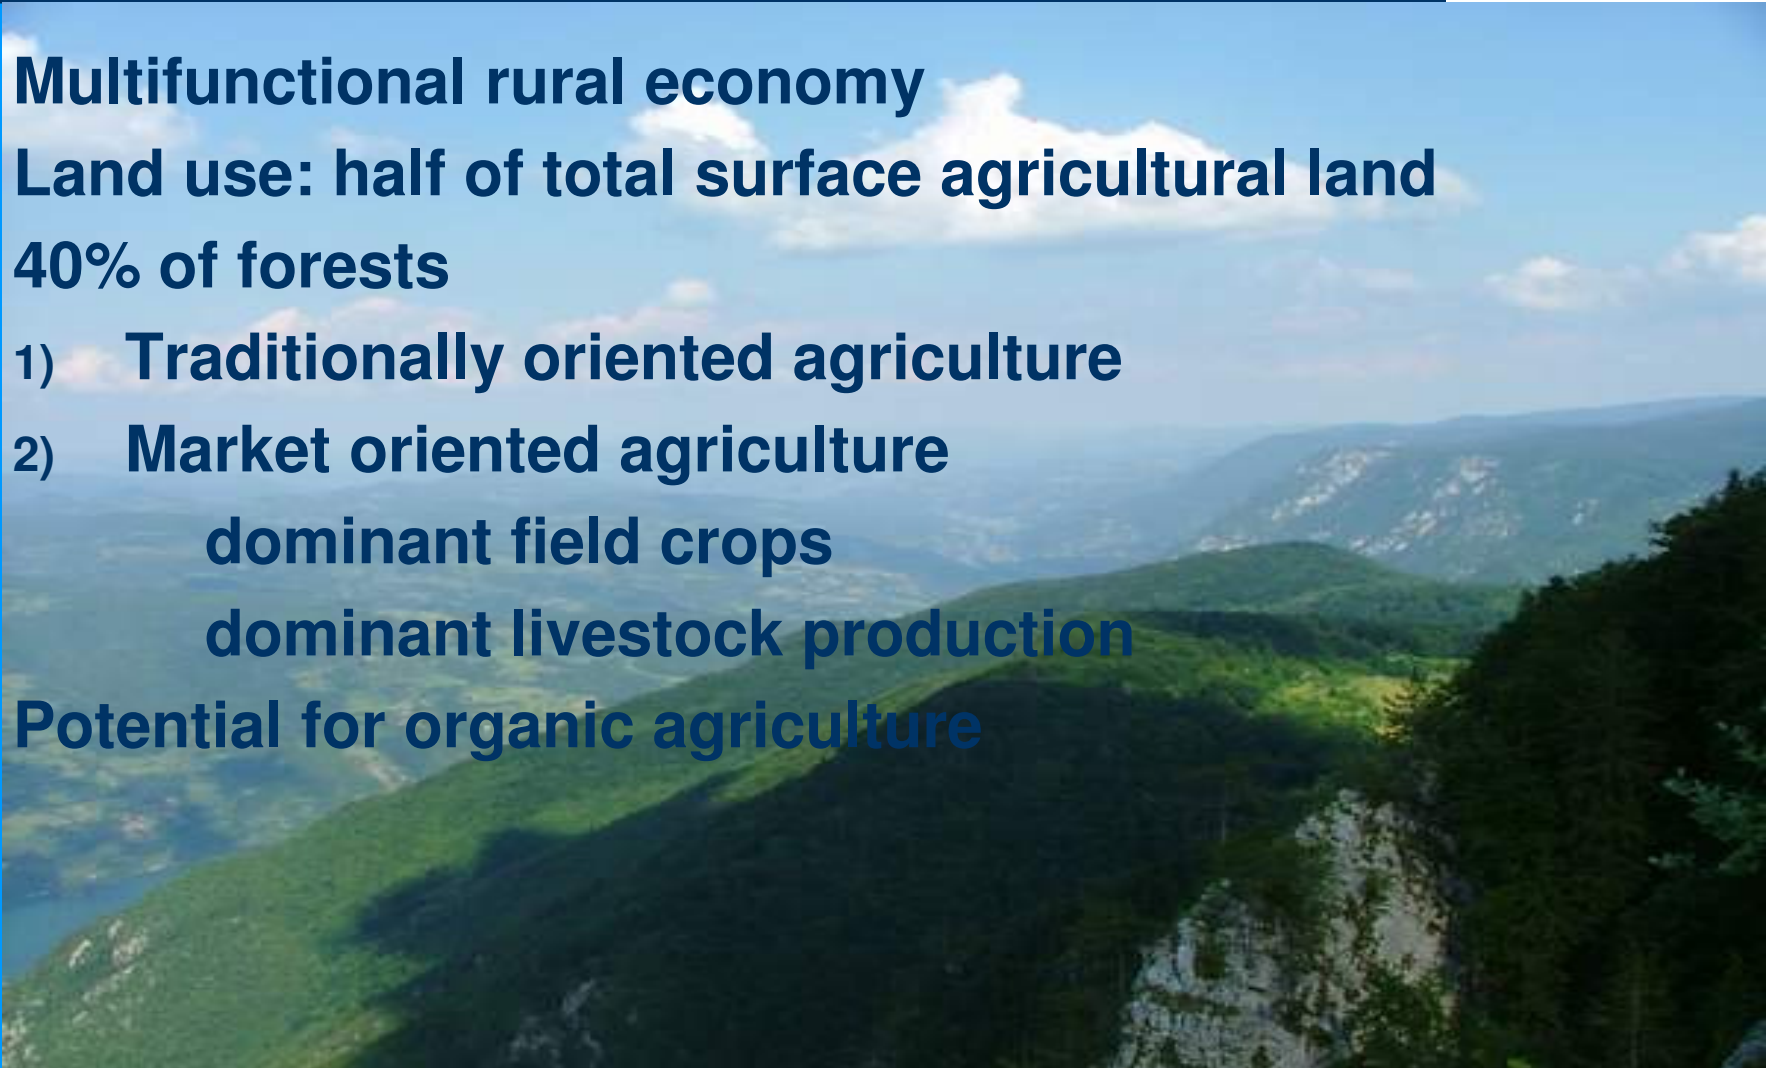 Multifunctional rural economy
Land use: half of total surface agricultural land
40% of forests
1) Traditionally oriented agriculture
2) Market oriented agriculture
dominant field crops
dominant livestock production
Potential for organic agriculture